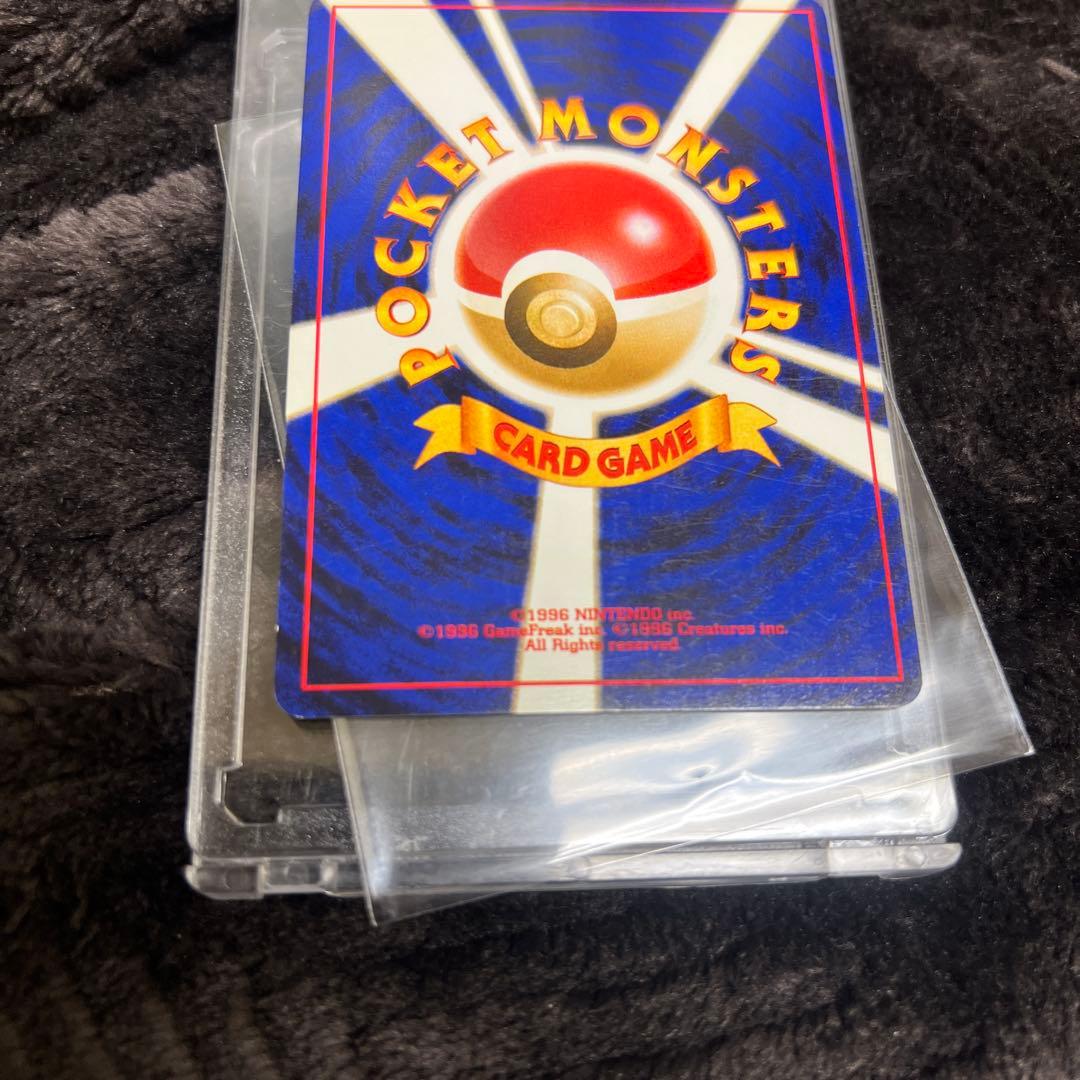 POCKET MONSTERS
CARD GAME
©1996 NINTENDO inc.
©1996 GameFreak inc. ©1996 Creatures inc.
All Rights reserved.